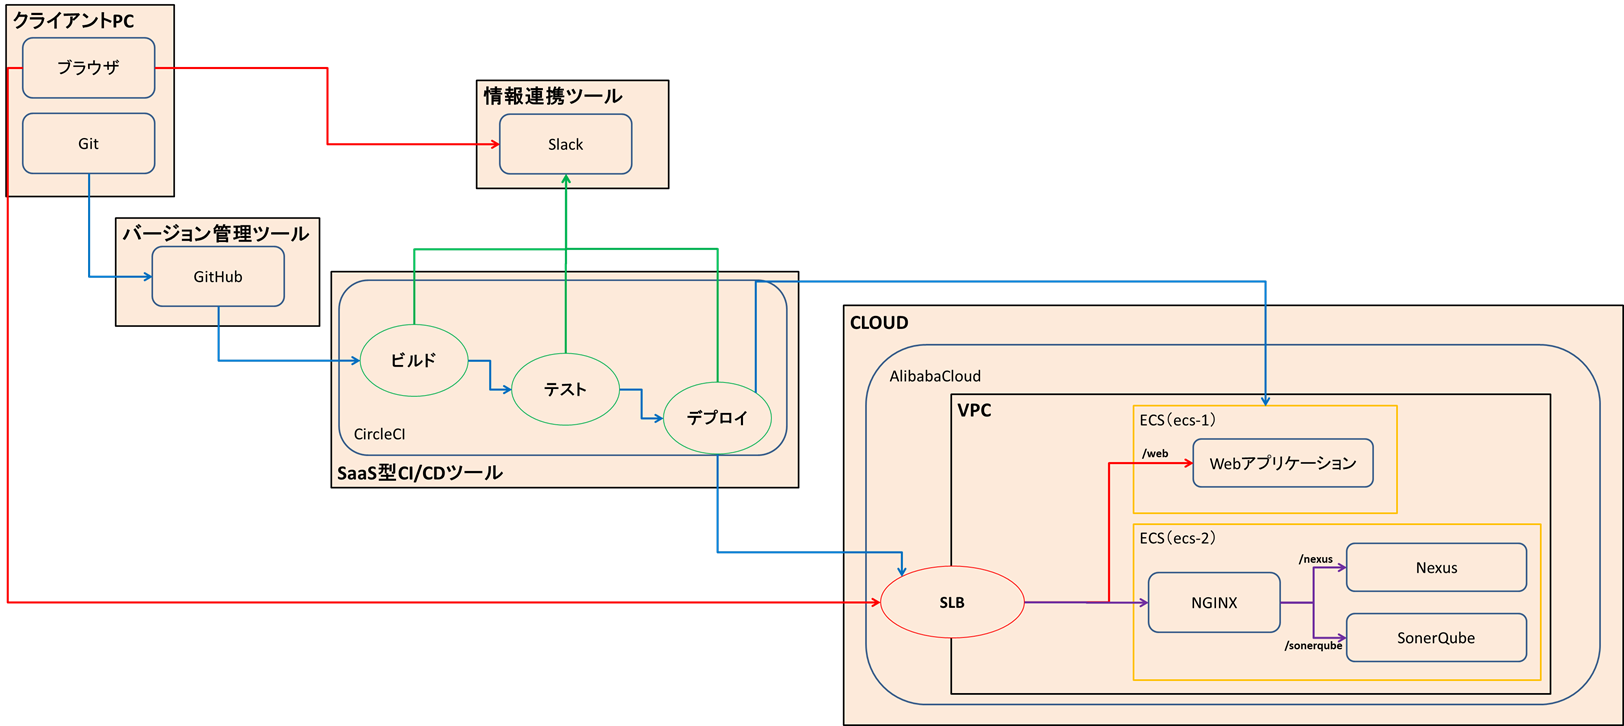 クライアントPC
ブラウザ
Git
情報連携ツール
Slack
バージョン管理ツール
GitHub
ビルド
テスト
デプロイ
CircleCI
SaaS型CI/CDツール
CLOUD
AlibabaCloud
VPC
ECS（ecs-1）
/web
Webアプリケーション
ECS（ecs-2）
SLB
NGINX
/nexus
Nexus
/sonerqube
SonerQube